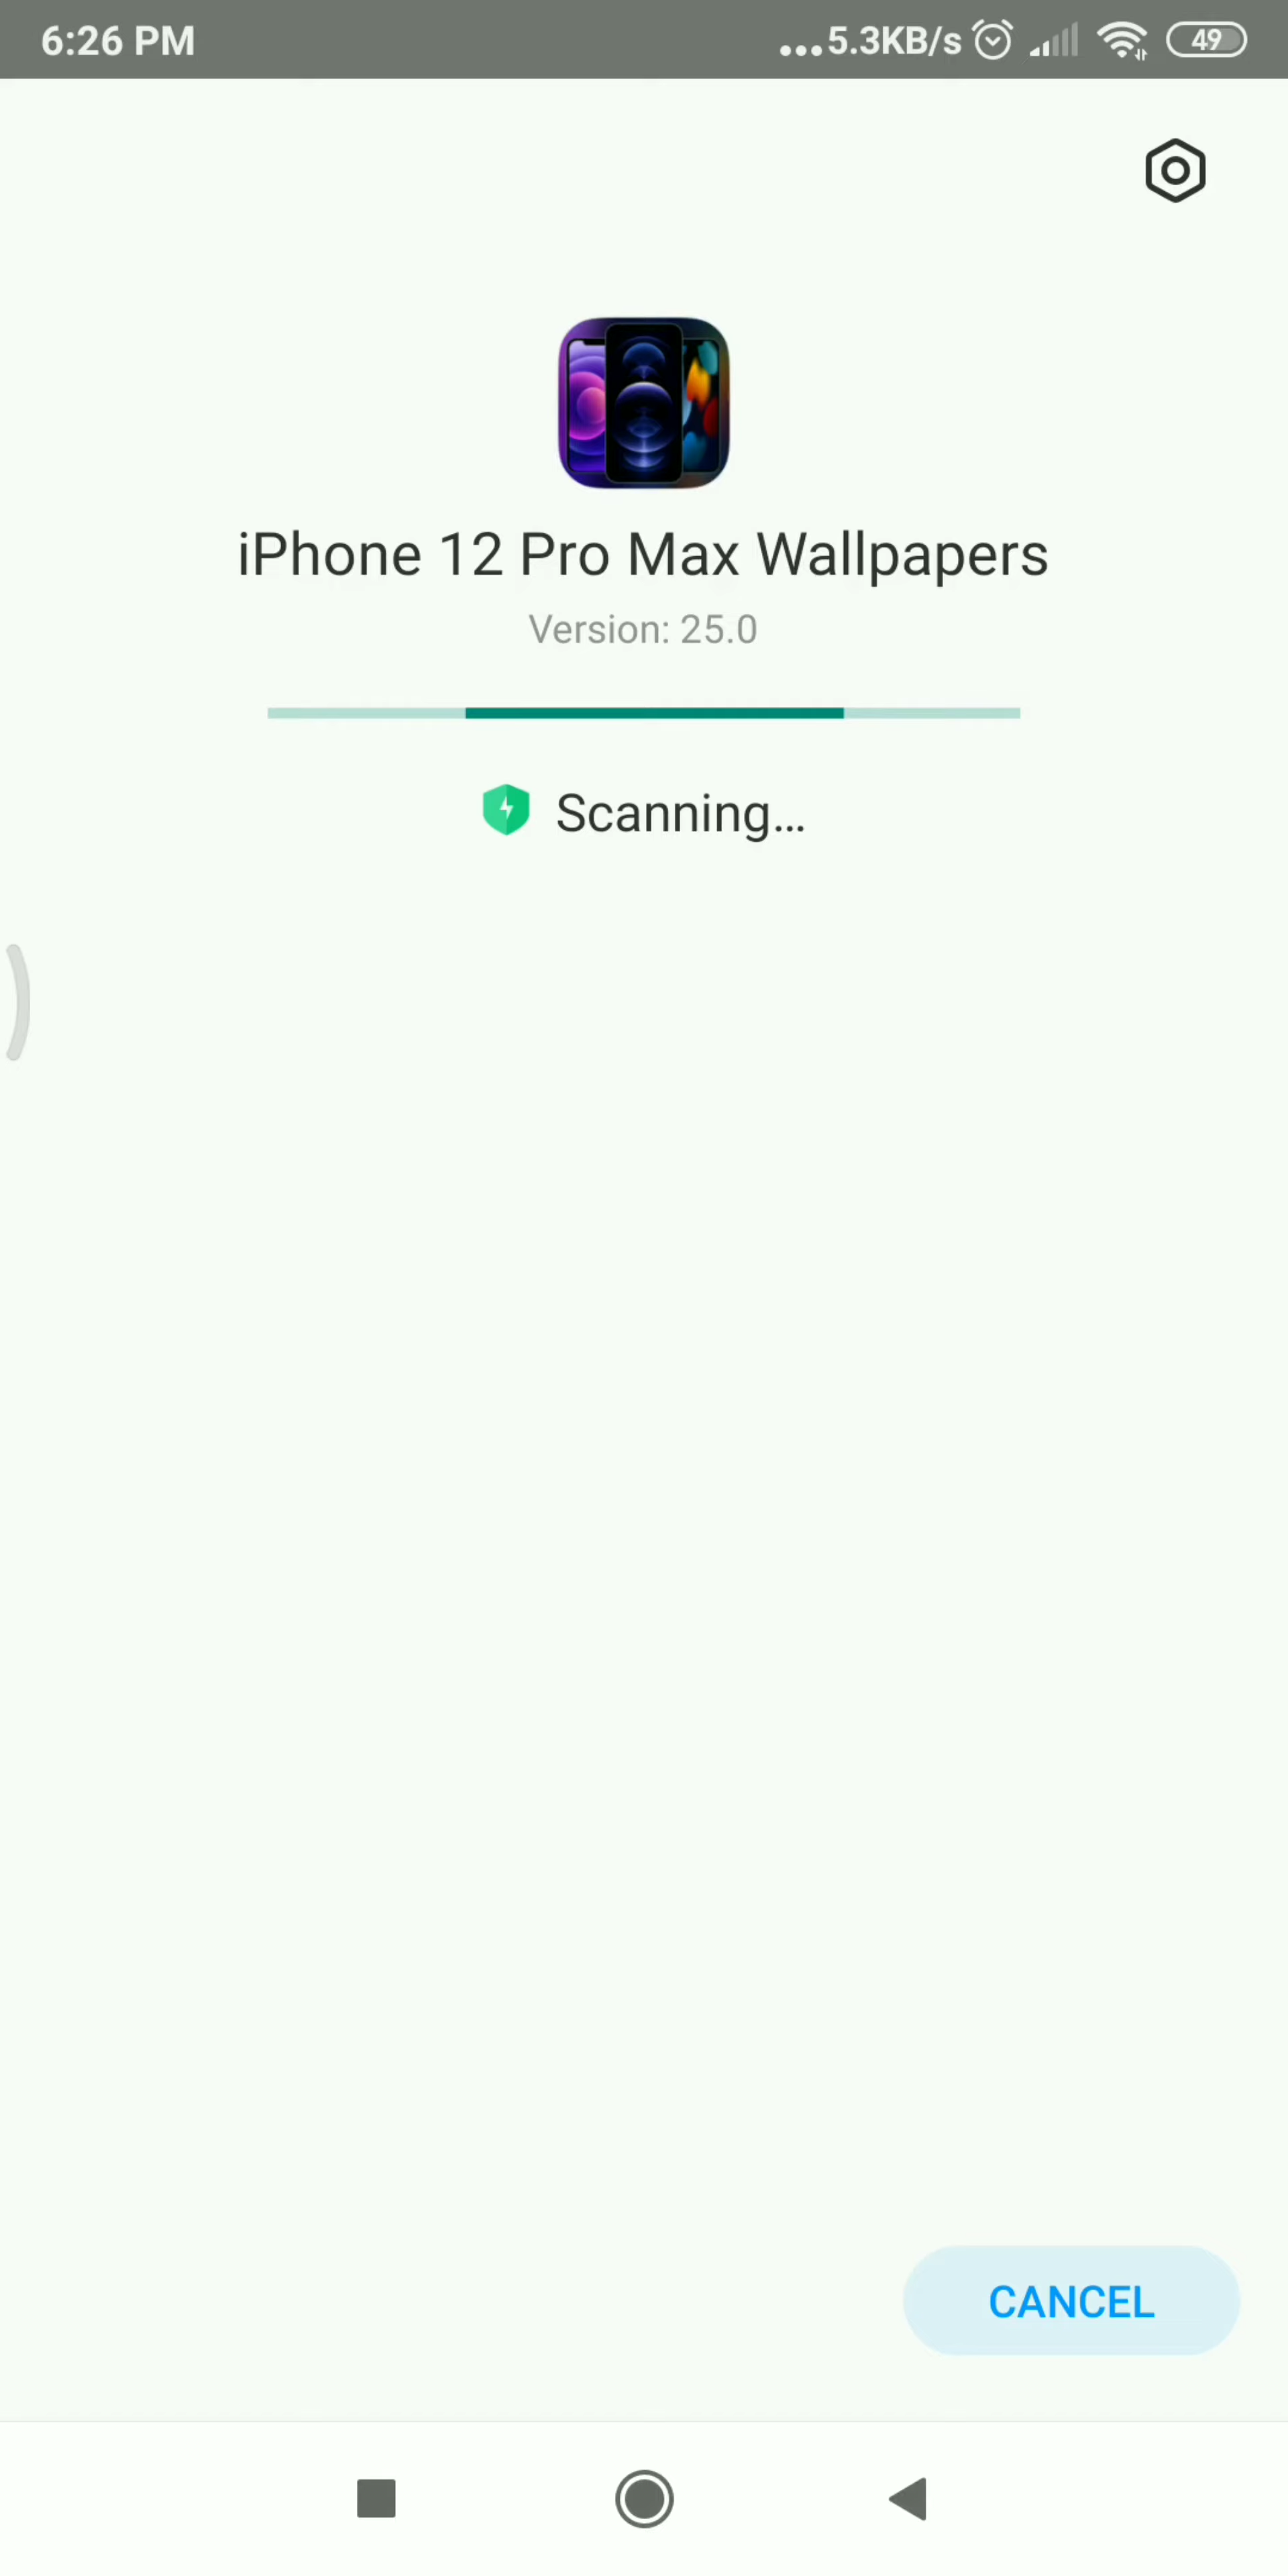 6:26 PM
...5.3KB/s 49
iPhone 12 Pro Max Wallpapers
Version: 25.0
Scanning...
CANCEL